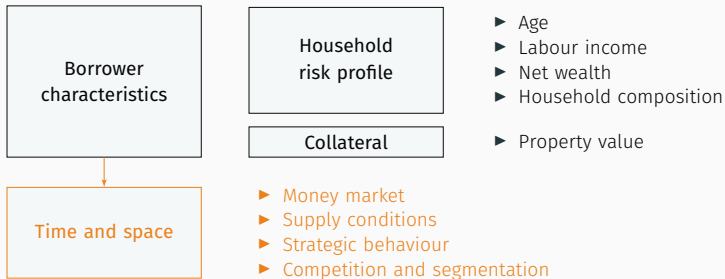 Borrower
characteristics
Household
risk profile
► Age
► Labour income
► Net wealth
► Household composition
Collateral
► Property value
Time and space
► Money market
► Supply conditions
► Strategic behaviour
► Competition and segmentation